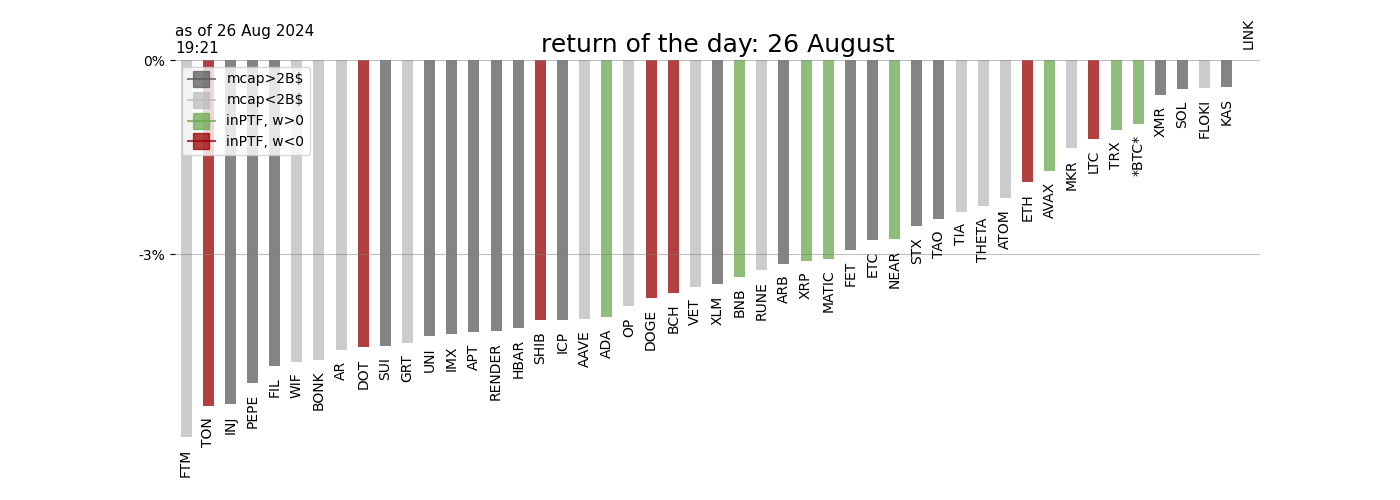 as of 26 Aug 2024
19:21
return of the day: 26 August
LINK
0%
-3%
mcap>2B$
mcap<2B$
inPTF, w>0
inPTF, w<0
FTM
TON
INJ
PEPE
FIL
WIF
BONK
AR
DOT
SUI
GRT
UNI
IMX
APT
RENDER
HBAR
SHIB
ICP
AAVE
ADA
OP
DOGE
BCH
VET
XLM
BNB
RUNE
ARB
XRP
MATIC
FET
ETC
NEAR
STX
TAO
TIA
THETA
ATOM
ETH
AVAX
MKR
LTC
TRX
*BTC*
XMR
SOL
FLOKI
KAS